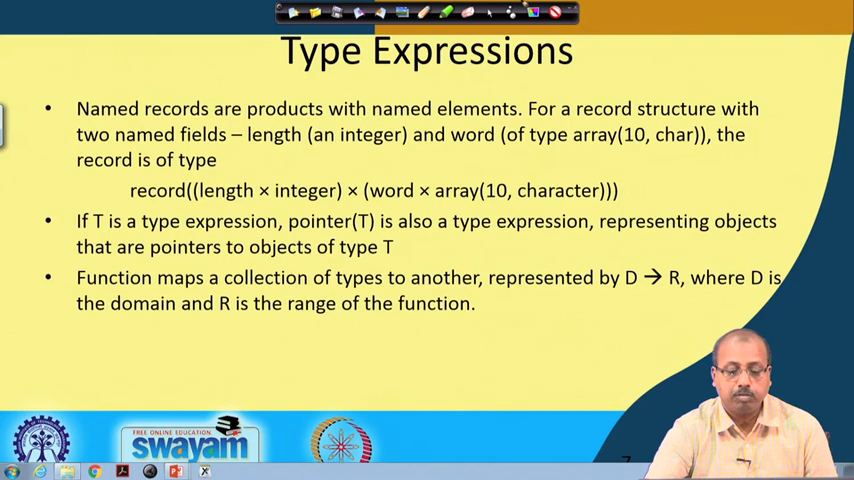 Type Expressions
• Named records are products with named elements. For a record structure with
two named fields – length (an integer) and word (of type array(10, char)), the
record is of type
record((length × integer) × (word × array(10, character)))
• If T is a type expression, pointer(T) is also a type expression, representing objects
that are pointers to objects of type T
• Function maps a collection of types to another, represented by D → R, where D is
the domain and R is the range of the function.
FREE ONLINE EDUCATION
swayam
7